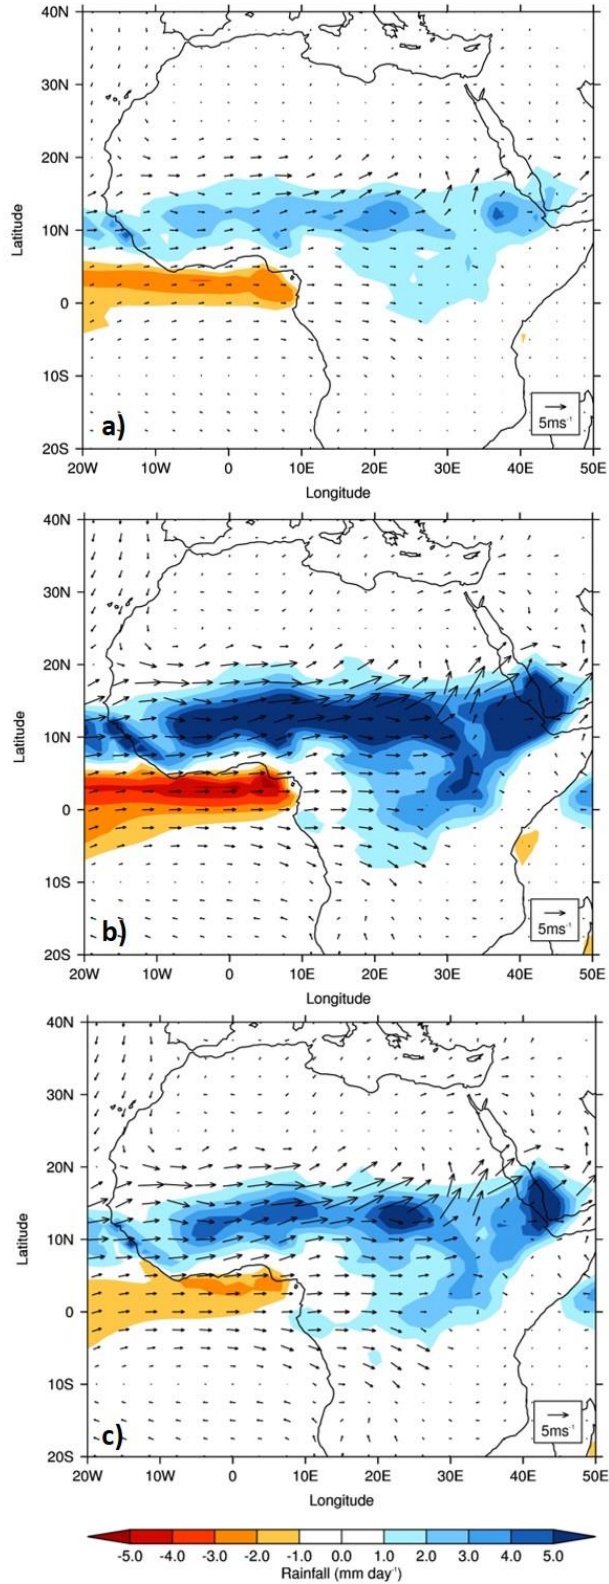 40N
30N
20N
10N
0
10S
20S
Latitude
a)
5ms⁻¹
20W 10W 0 10E 20E 30E 40E 50E
Longitude
40N
30N
20N
10N
0
10S
20S
Latitude
b)
5ms⁻¹
20W 10W 0 10E 20E 30E 40E 50E
Longitude
40N
30N
20N
10N
0
10S
20S
Latitude
c)
5ms⁻¹
20W 10W 0 10E 20E 30E 40E 50E
Longitude
-5.0 -4.0 -3.0 -2.0 -1.0 0.0 1.0 2.0 3.0 4.0 5.0
Rainfall (mm day⁻¹)